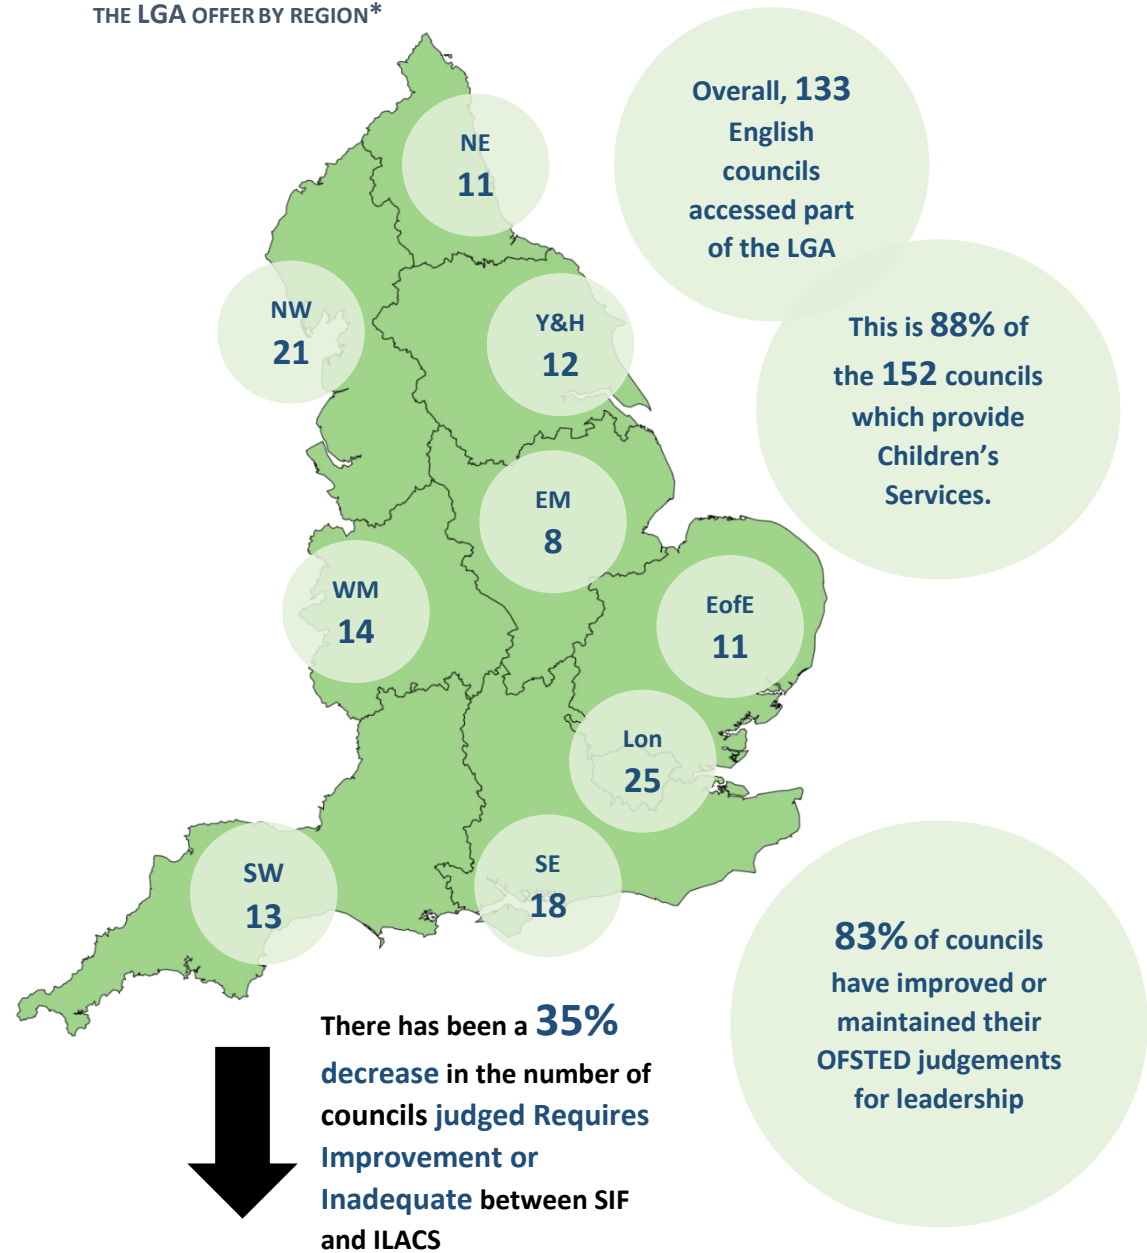 THE LGA OFFER BY REGION*
NE
11
Overall, 133
English
councils
accessed part
of the LGA
NW
21
Y&H
12
This is 88% of
the 152 councils
which provide
Children’s
Services.
EM
8
WM
14
EofE
11
Lon
25
SW
13
SE
18
83% of councils
have improved or
maintained their
OFSTED judgements
for leadership
There has been a 35%
decrease in the number of
councils judged Requires
Improvement or
Inadequate between SIF
and ILACS